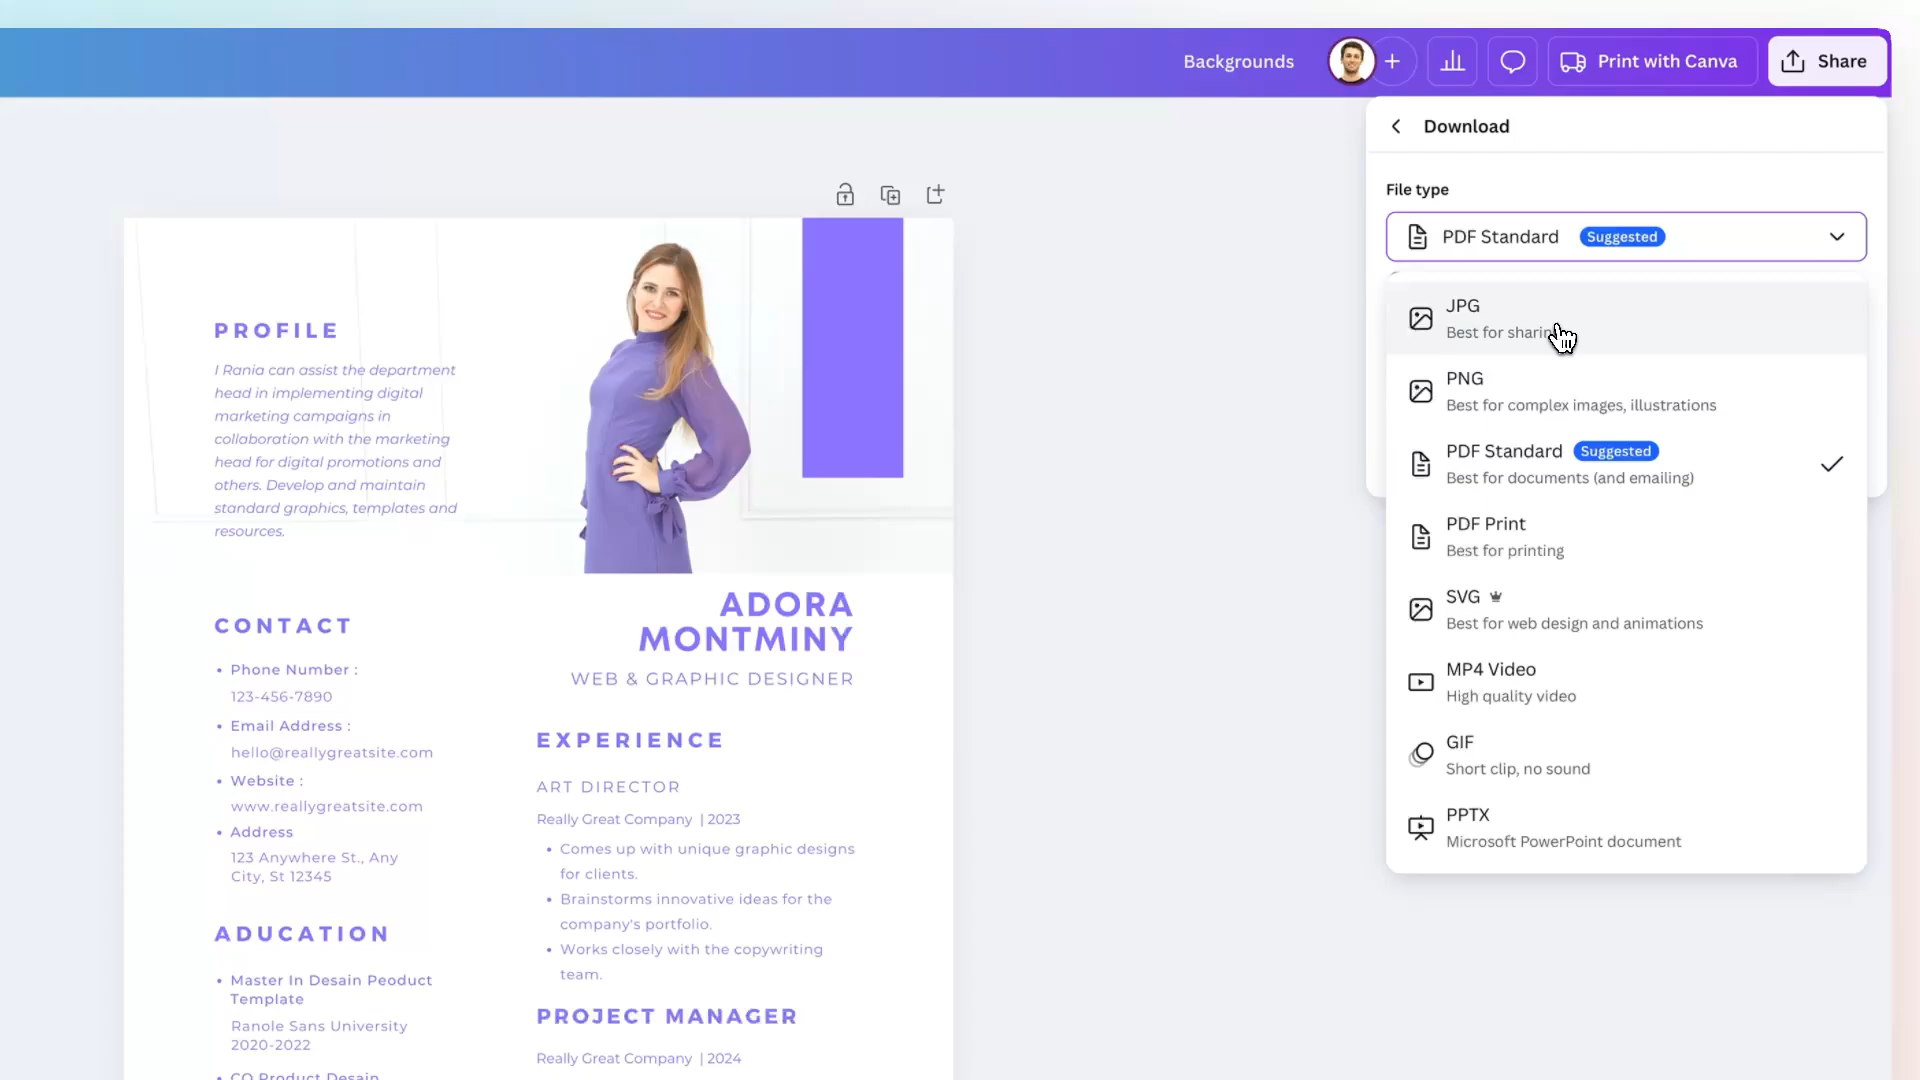 Backgrounds
Print with Canva
Share
Download
File type
PDF Standard Suggested
JPG
Best for
PNG
Best for complex images, illustrations
PDF Standard Suggested
Best for documents (and emailing)
PDF Print
Best for printing
SVG
Best for web design and animations
MP4 Video
High quality video
GIF
Short clip, no sound
PPTX
Microsoft PowerPoint document
PROFILE
I Rania can assist the department
head in implementing digital
marketing campaigns in
collaboration with the marketing
head for digital promotions and
others. Develop and maintain
standard graphics, templates and
resources.
CONTACT
• Phone Number :
123-456-7890
• Email Address :
hello@reallygreatsite.com
• Website :
www.reallygreatsite.com
• Address
123 Anywhere St., Any
City, St 12345
ADUCATION
• Master In Desain Peoduct
Template
Ranole Sans University
2020-2022
• CO Product Desain
ADORA
MONTMINY
WEB & GRAPHIC DESIGNER
EXPERIENCE
ART DIRECTOR
Really Great Company | 2023
• Comes up with unique graphic designs
for clients.
• Brainstorms innovative ideas for the
company's portfolio.
• Works closely with the copywriting
team.
PROJECT MANAGER
Really Great Company | 2024